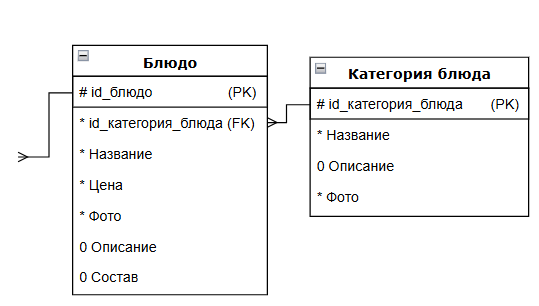 Блюдо
# id_блюдо (PK)
* id_категория_блюда (FK)
* Название
* Цена
* Фото
0 Описание
0 Состав
Категория блюда
# id_категория_блюда (PK)
* Название
0 Описание
* Фото